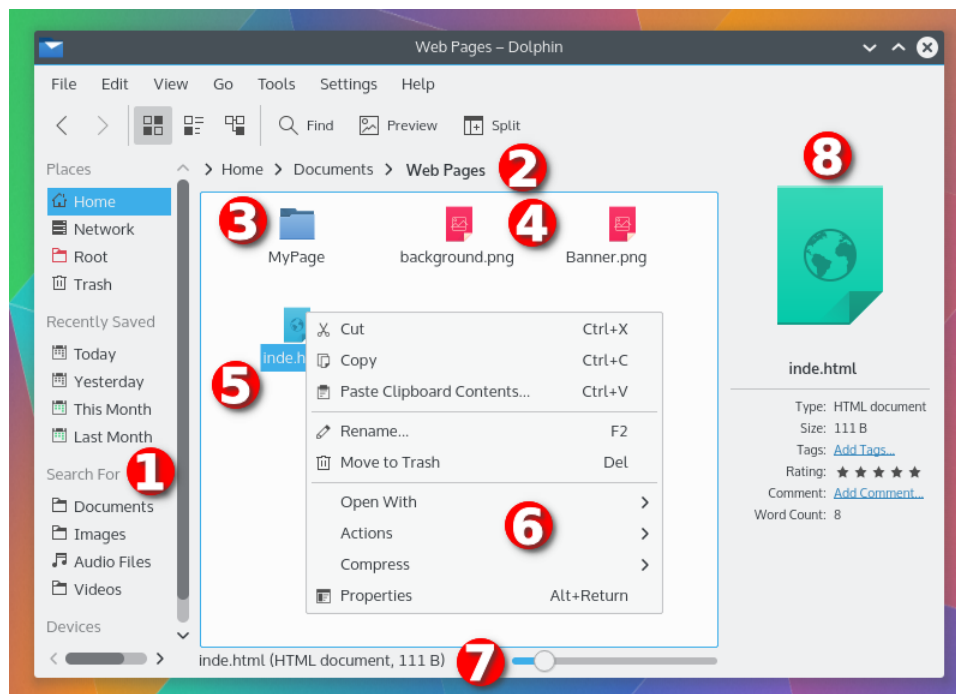 Web Pages – Dolphin
File Edit View Go Tools Settings Help
Find Preview Split
Places
Home
Network
Root
Trash
Recently Saved
Today
Yesterday
This Month
Last Month
Search For
1
Documents
Images
Audio Files
Videos
Devices
Home Documents Web Pages 2
3 4
MyPage background.png Banner.png
inde.h
5
Cut Ctrl+X
Copy Ctrl+C
Paste Clipboard Contents... Ctrl+V
Rename... F2
Move to Trash Del
Open With
6
Actions
Compress
Properties Alt+Return
inde.html (HTML document, 111 B) 7
8
inde.html
Type: HTML document
Size: 111 B
Tags: Add Tags...
Rating: ★ ★ ★ ★ ★
Comment: Add Comment...
Word Count: 8